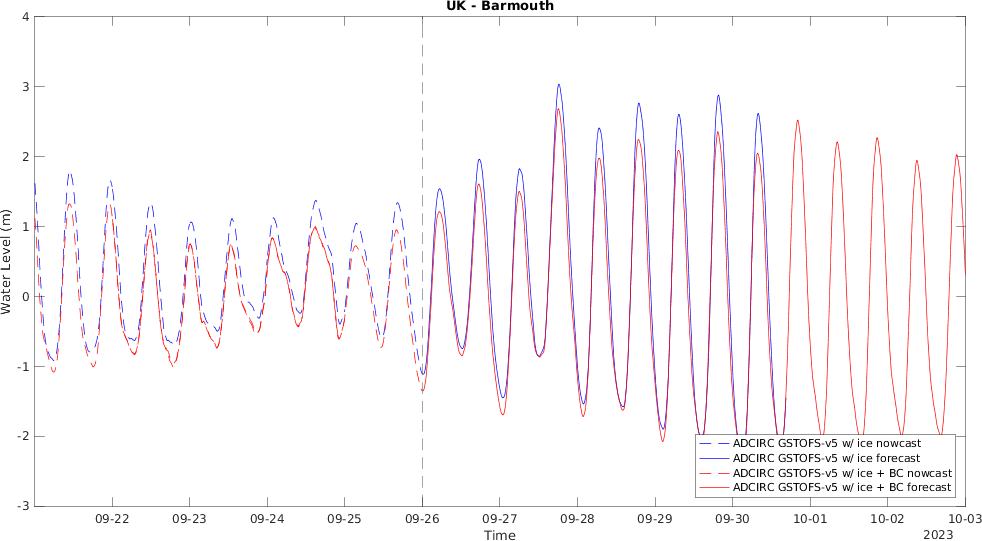 UK - Barmouth
4
3
2
1
0
-1
-2
-3
Water Level (m)
ADCIRC GSTOFS-v5 w/ ice nowcast
ADCIRC GSTOFS-v5 w/ ice forecast
ADCIRC GSTOFS-v5 w/ ice + BC nowcast
ADCIRC GSTOFS-v5 w/ ice + BC forecast
09-22 09-23 09-24 09-25 09-26 09-27 09-28 09-29 09-30 10-01 10-02 10-03
Time
2023